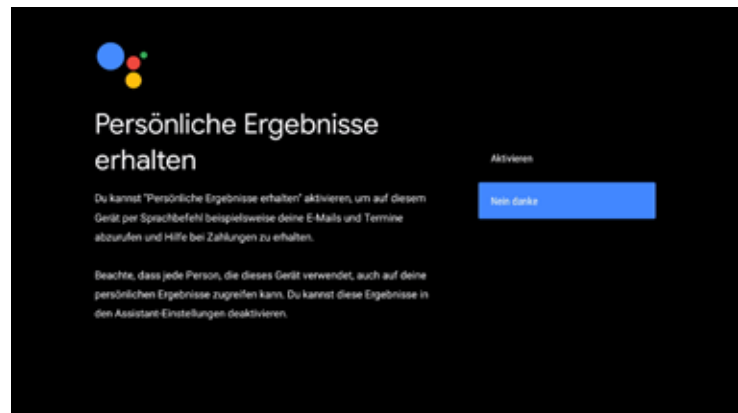 Persönliche Ergebnisse
erhalten
Du kannst "Persönliche Ergebnisse erhalten" aktivieren, um auf diesem
Gerät per Sprachbefehl beispielsweise deine E-Mails und Termine
abzurufen und Hilfe bei Zahlungen zu erhalten.
Beachte, dass jede Person, die dieses Gerät verwendet, auch auf deine
persönlichen Ergebnisse zugreifen kann. Du kannst diese Ergebnisse in
den Assistant-Einstellungen deaktivieren.
Aktivieren
Nein danke